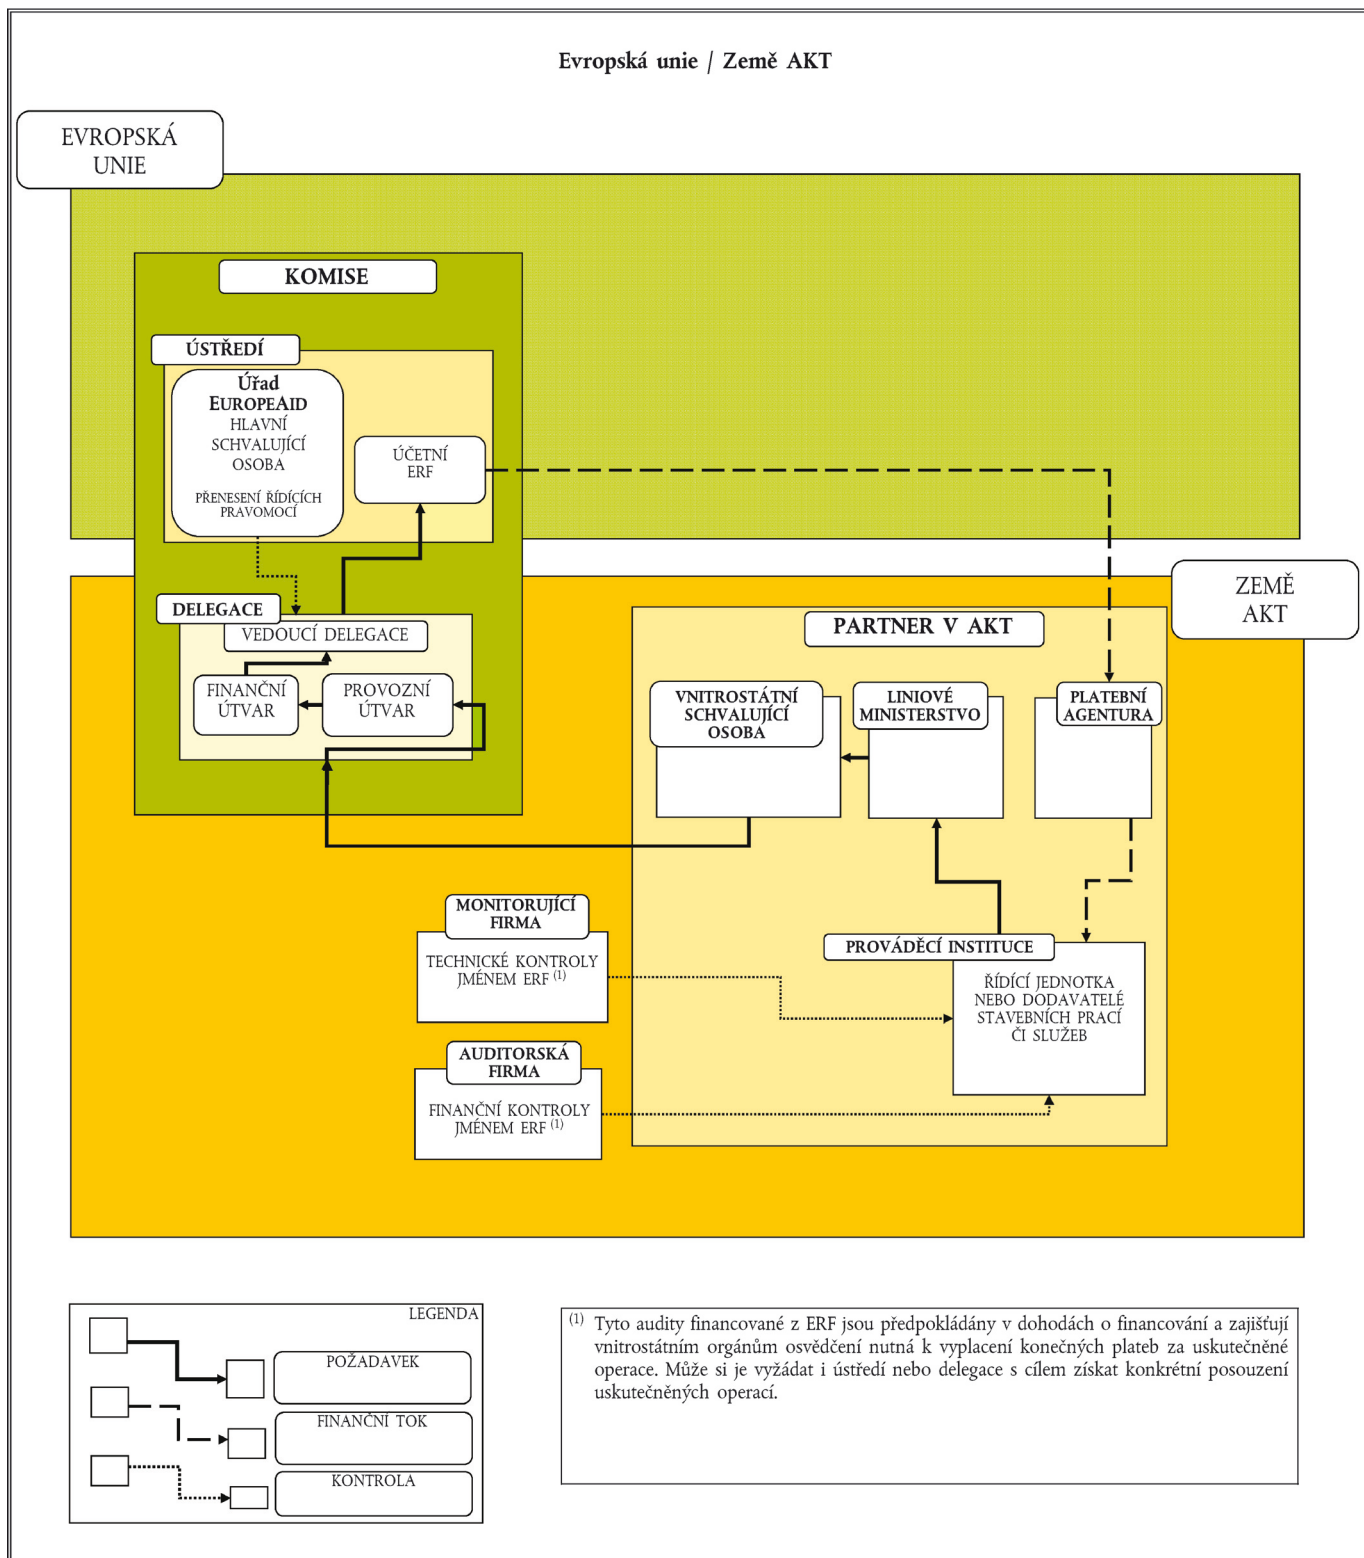 Evropská unie / Země AKT
EVROPSKÁ
UNIE
KOMISE
ÚSTŘEDÍ
Úřad
EUROPEAID
HLAVNÍ
SCHVALUJÍCÍ
OSOBA
PŘENESENÍ ŘÍDÍCÍCH
PRAVOMOCÍ
ÚČETNÍ
ERF
ZEMĚ
AKT
DELEGACE
VEDOUCÍ DELEGACE
FINANČNÍ
ÚTVAR
PROVOZNÍ
ÚTVAR
PARTNER V AKT
VNITROSTÁTNÍ
SCHVALUJÍCÍ
OSOBA
LINIOVÉ
MINISTERSTVO
PLATEBNÍ
AGENTURA
MONITORUJÍCÍ
FIRMA
TECHNICKÉ KONTROLY
JMÉNEM ERF (1)
PROVÁDĚCÍ INSTITUCE
ŘÍDÍCÍ JEDNOTKA
NEBO DODAVATELÉ
STAVEBNÍCH PRACÍ
ČI SLUŽEB
AUDITORSKÁ
FIRMA
FINANČNÍ KONTROLY
JMÉNEM ERF (1)
LEGENDA
POŽADAVEK
FINANČNÍ TOK
KONTROLA
(1) Tyto audity financované z ERF jsou předpokládány v dohodách o financování a zajišťují
vnitrostátním orgánům osvědčení nutná k vyplacení konečných plateb za uskutečněné
operace. Může si je vyžádat i ústředí nebo delegace s cílem získat konkrétní posouzení
uskutečněných operací.